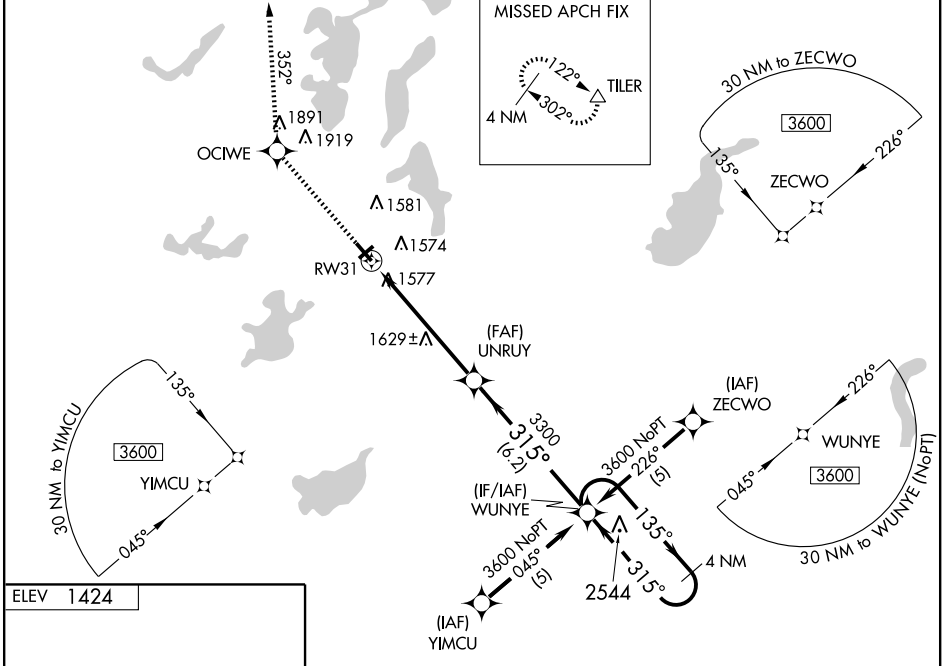 MISSED APCH FIX
122°
TILER
302°
4 NM
352°
1891
1919
OCIWE
1581
1574
RW31
1577
1629±
(FAF)
UNRUY
30 NM to ZECWO
3600
135°
226°
ZECWO
30 NM to YIMCU
135°
3600
YIMCU
045°
3300
315°
(6.2)
(IAF)
ZECWO
3600 NoPT
226°
(5)
(IF/IAF)
WUNYE
135°
4 NM
315°
2544
3600 NoPT
045°
(5)
(IAF)
YIMCU
226°
WUNYE
3600
045°
30 NM to WUNYE (NoPT)
ELEV 1424